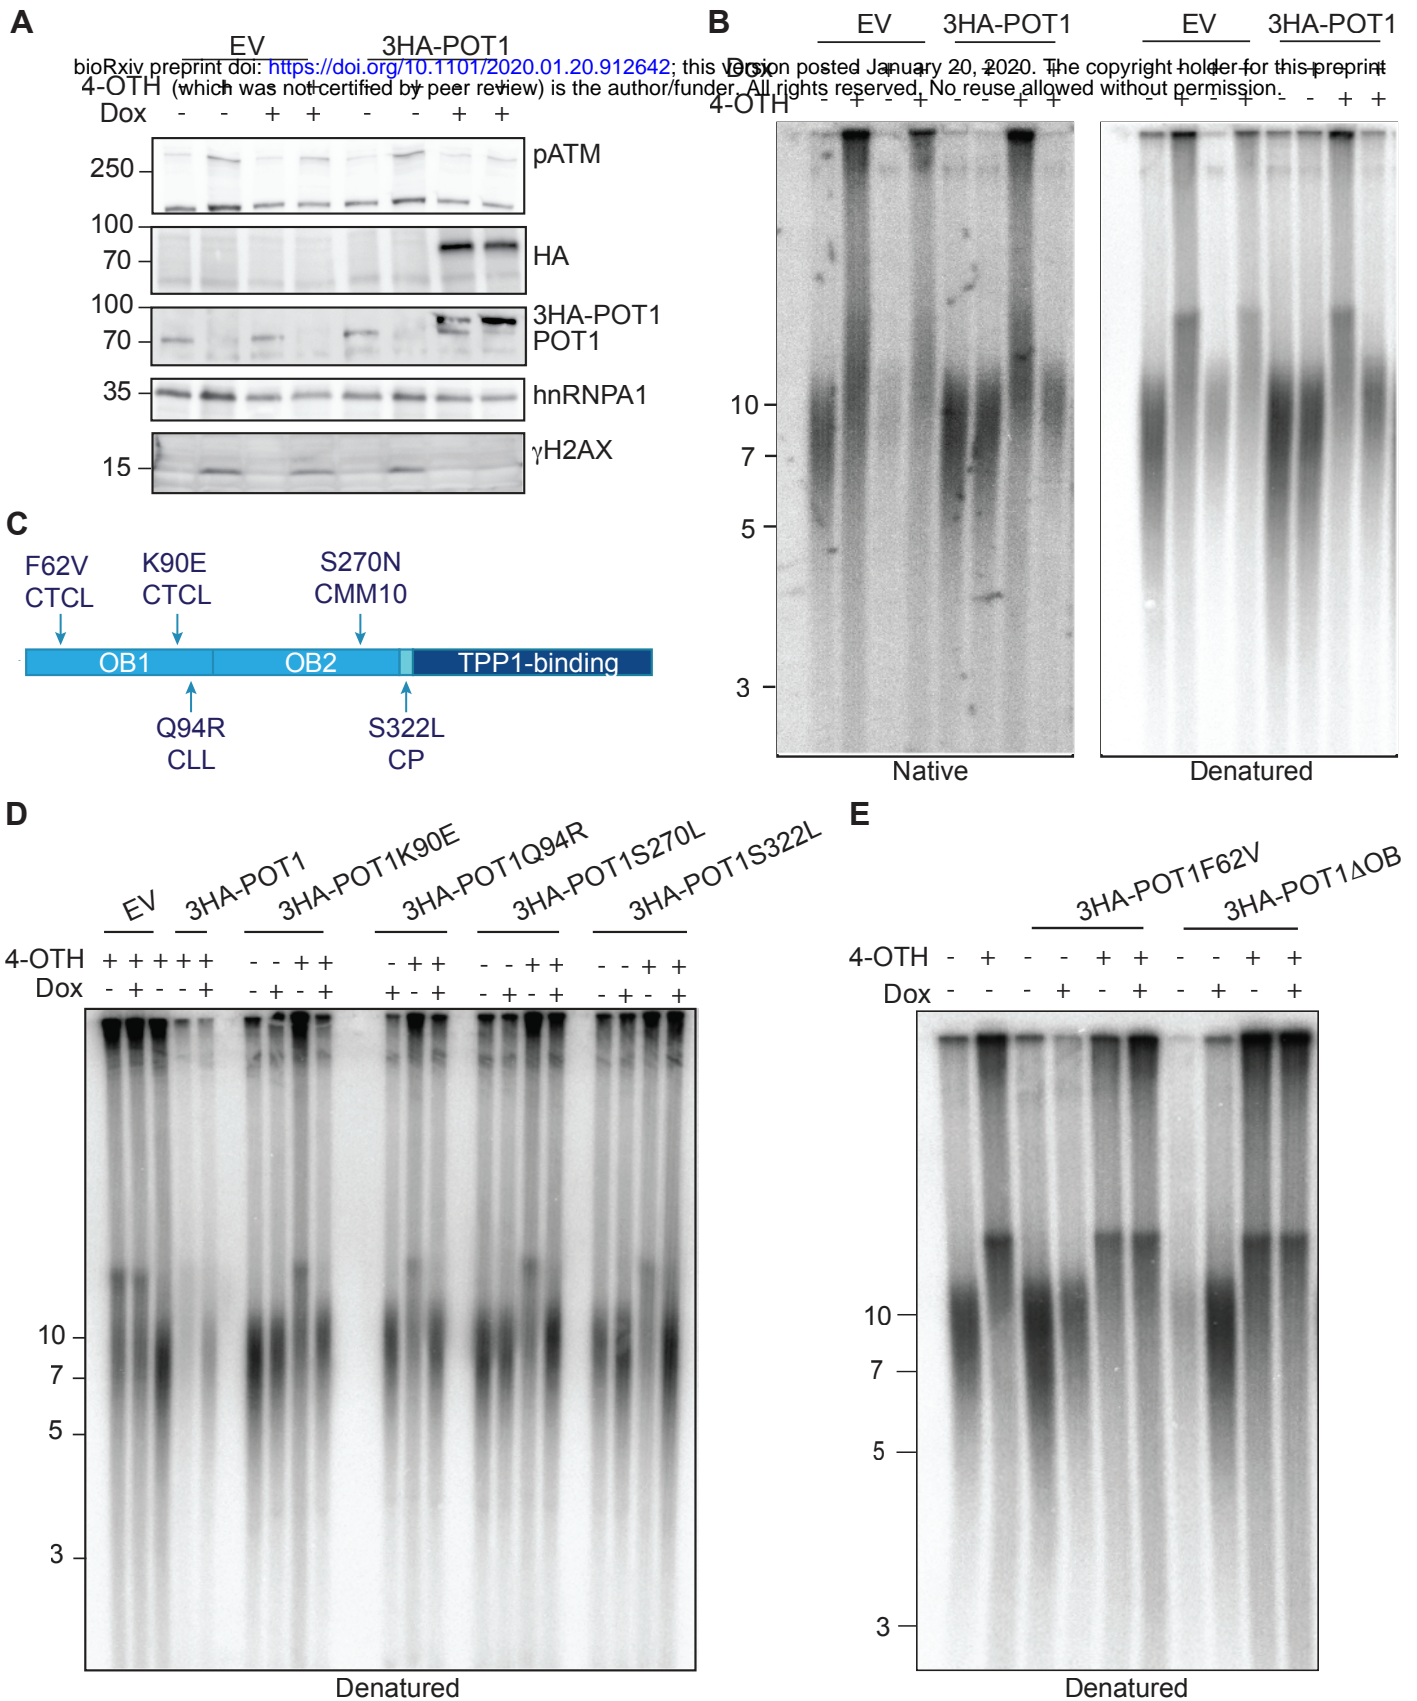 A
EV
3HA-POT1
bioRxiv preprint doi: https://doi.org/10.1101/2020.01.20.912642; this version posted January 20, 2020. The copyright holder for this preprint
(which was not certified by peer review) is the author/funder. All rights reserved. No reuse allowed without permission.
4-OTH - + - + - + - +
Dox - - + + - - + +
250
pATM
100
70
HA
100
70
3HA-POT1
POT1
35
hnRNPA1
15
γH2AX
B
EV
3HA-POT1
EV
3HA-POT1
Dox
4-OTH - + - + - - + + - + - + - - + +
10
7
5
3
Native
Denatured
C
F62V
CTCL
K90E
CTCL
S270N
CMM10
OB1
OB2
TPP1-binding
Q94R
CLL
S322L
CP
D
EV
3HA-POT1
3HA-POT1K90E
3HA-POT1Q94R
3HA-POT1S270L
3HA-POT1S322L
4-OTH + + + + + - - + + - + + - - + + - - + +
Dox - + - - + - + - + + - + - + - + - + - +
10
7
5
3
Denatured
E
3HA-POT1F62V
3HA-POT1ΔOB
4-OTH - + - - + + - - + +
Dox - - - + - + - + - +
10
7
5
3
Denatured